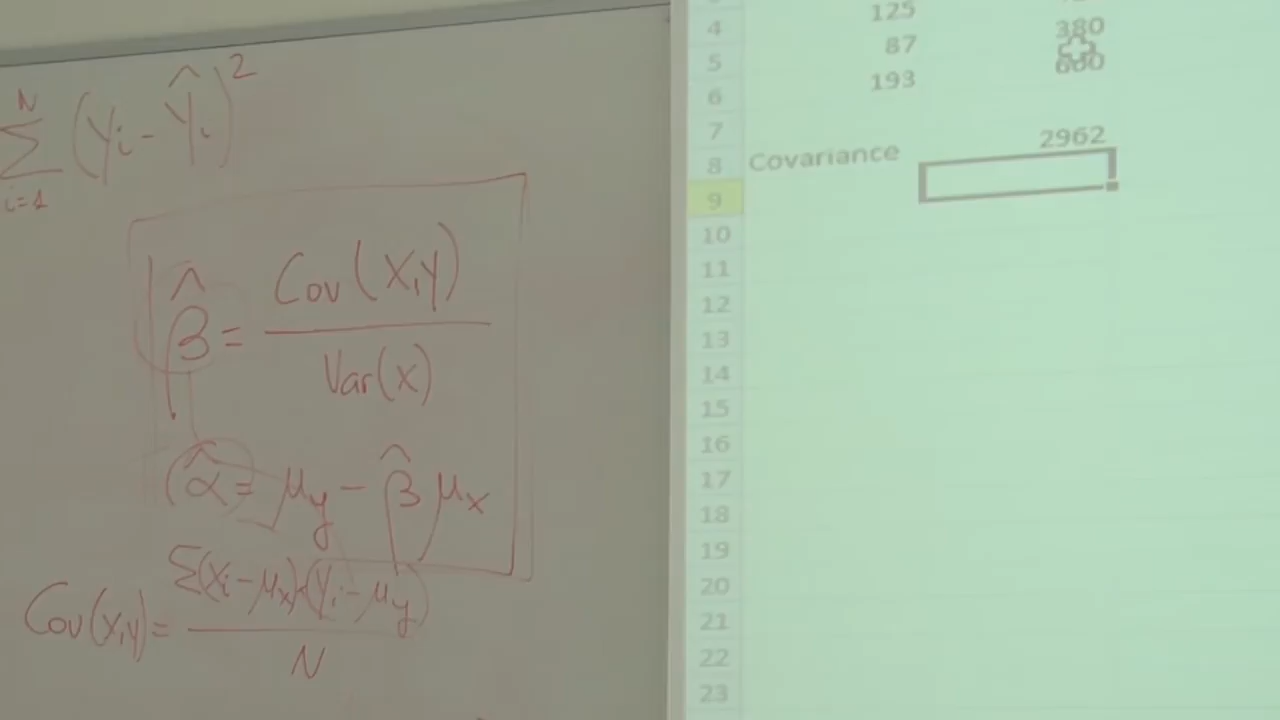 N
∑ (yi - ŷi)²
i=1
β̂ = Cov(X,y)
Var(x)
α̂ = μy - β̂ μx
Cov(x,y) = Σ(xi - μx)·(yi - μy)
N
125
4 380
5 87
6 193
7
8 Covariance 2962
9
10
11
12
13
14
15
16
17
18
19
20
21
22
23